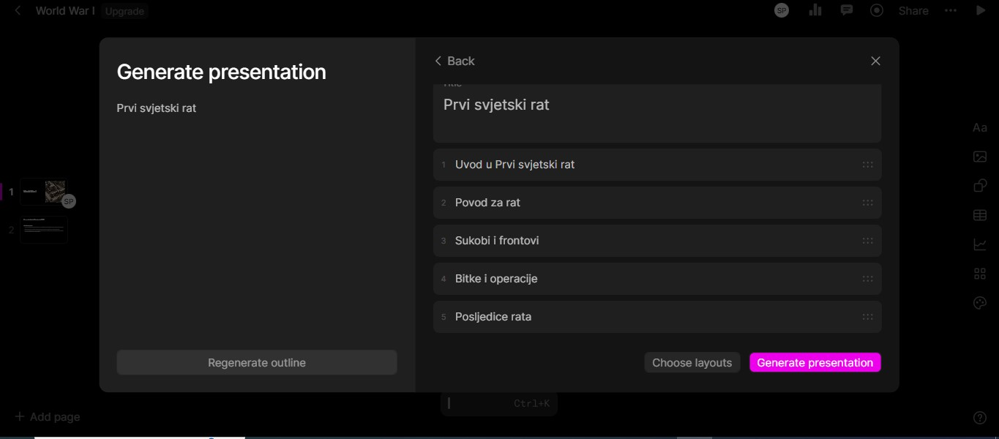 World War I Upgrade
SP
Share
Generate presentation
Prvi svjetski rat
Regenerate outline
Back
Title
Prvi svjetski rat
1 Uvod u Prvi svjetski rat
2 Povod za rat
3 Sukobi i frontovi
4 Bitke i operacije
5 Posljedice rata
Choose layouts Generate presentation
1
SP
2
Add page
Ctrl+K
Aa